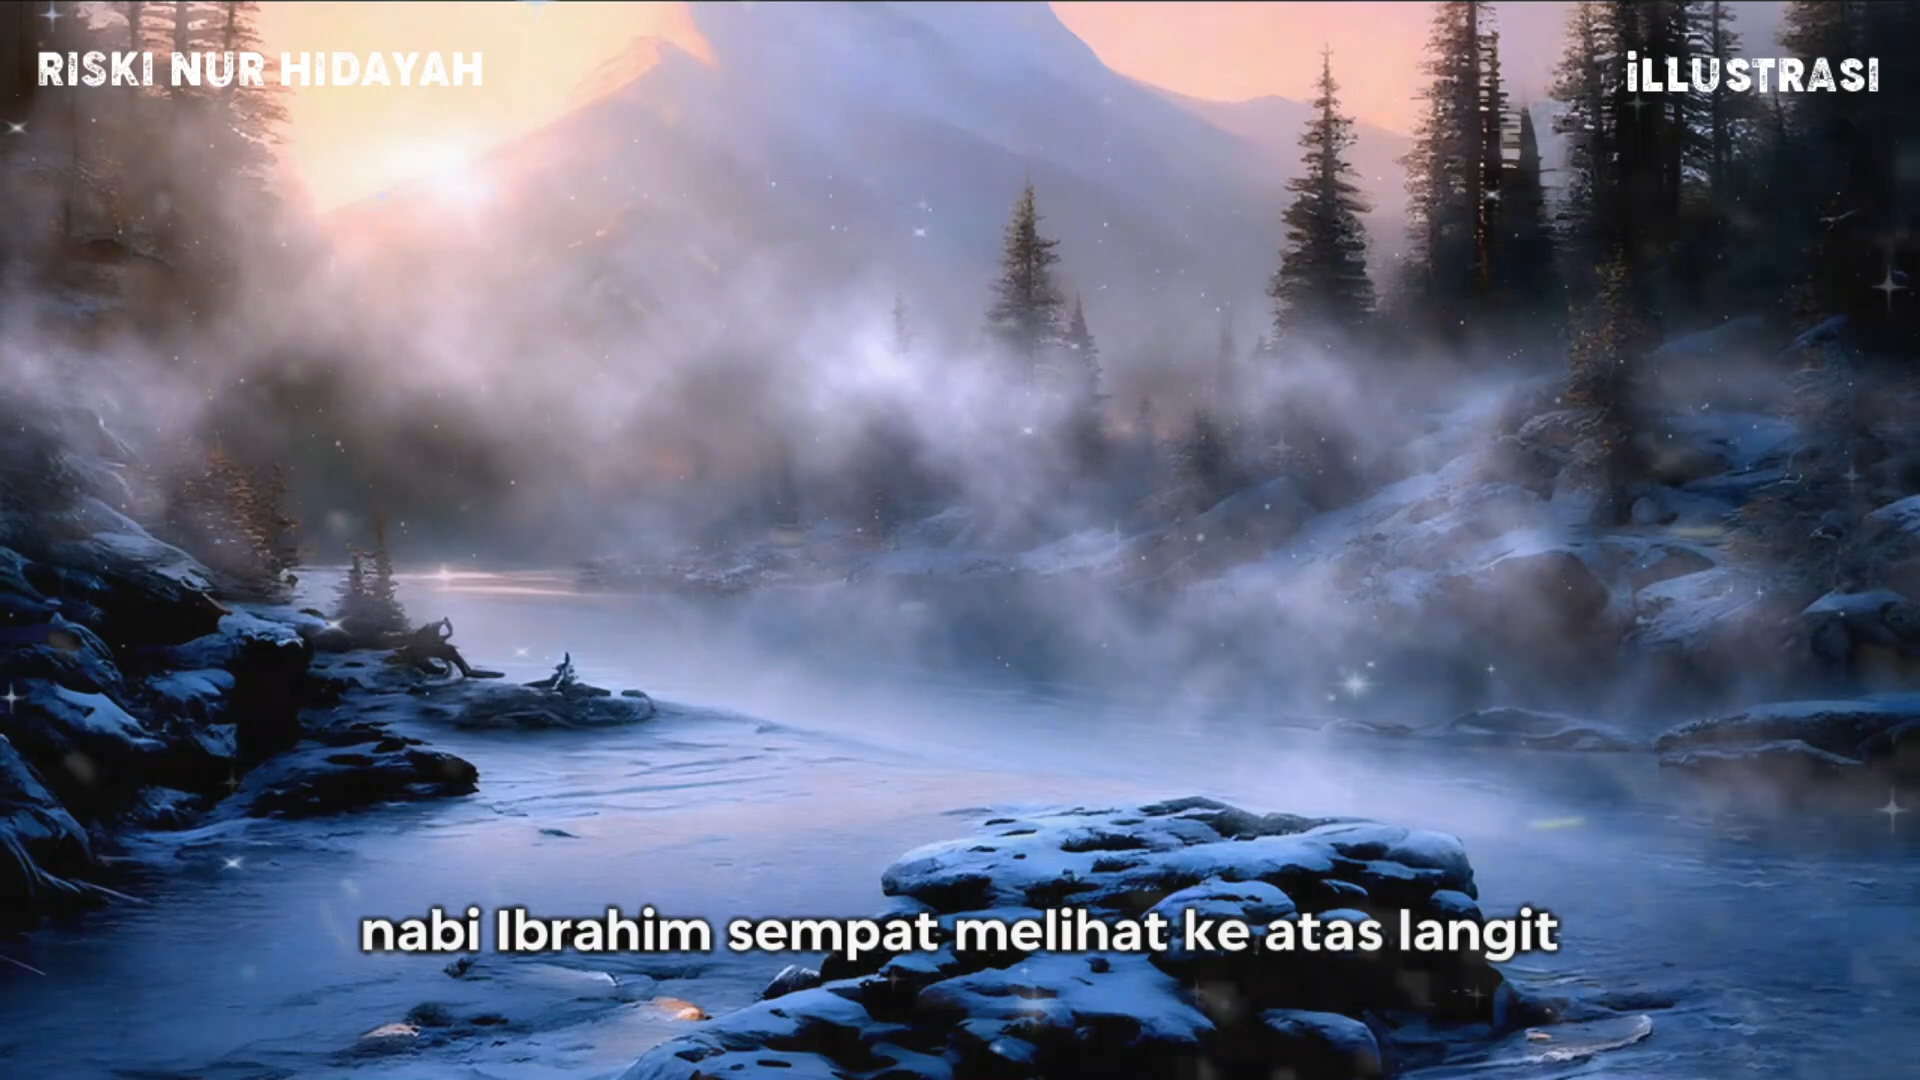 RISKI NUR HIDAYAH
iLLUSTRASI
nabi Ibrahim sempat melihat ke atas langit